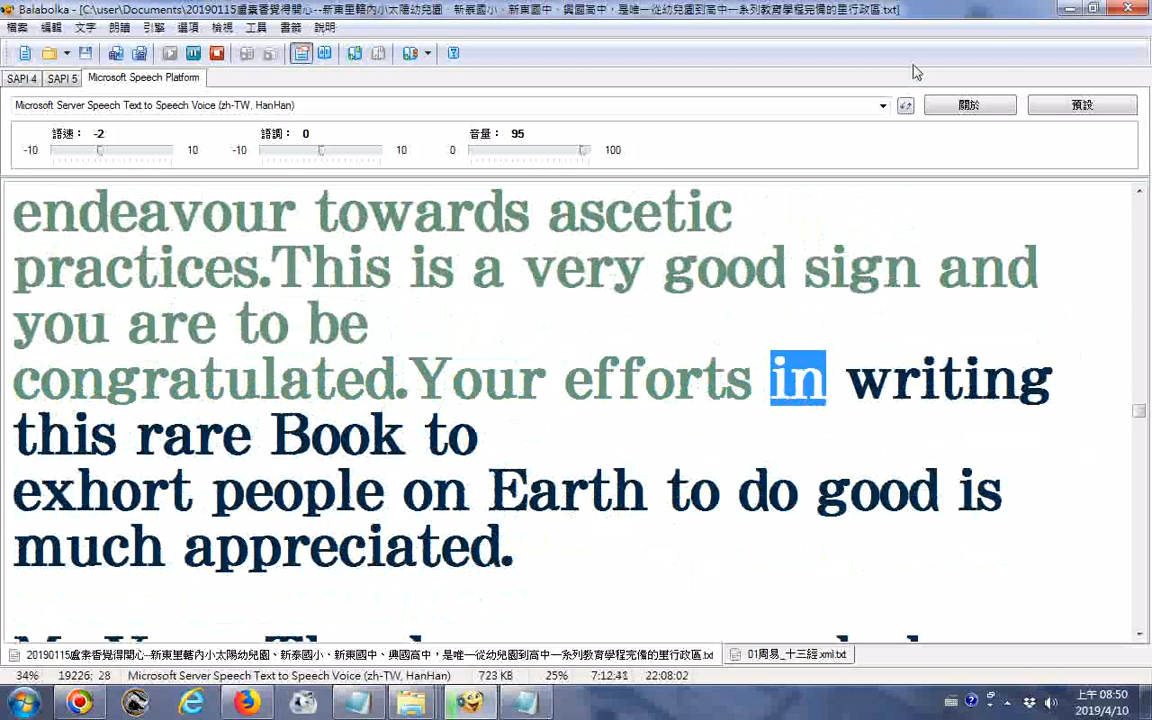 Balabolka - [C:\user\Documents\20190115盧素香覺得開心--新東里轄內小太陽幼兒園、新泰國小、新東國中、興國高中，是唯一從幼兒園到高中一系列教育學程完備的里行政區.txt]
檔案 編輯 文字 朗讀 引擎 選項 檢視 工具 書籤 說明
SAPI 4 SAPI 5 Microsoft Speech Platform
Microsoft Server Speech Text to Speech Voice (zh-TW, HanHan) 關於 預設
語速： -2 語調： 0 音量： 95
-10 10 -10 10 0 100
endeavour towards ascetic
practices.This is a very good sign and
you are to be
congratulated.Your efforts in writing
this rare Book to
exhort people on Earth to do good is
much appreciated.
20190115盧素香覺得開心--新東里轄內小太陽幼兒園、新泰國小、新東國中、興國高中，是唯一從幼兒園到高中一系列教育學程完備的里行政區.txt 01周易_十三經.xml.txt
34% 19226; 28 Microsoft Server Speech Text to Speech Voice (zh-TW, HanHan) 723 KB 25% 7:12:41 22:08:02
上午 08:50
2019/4/10